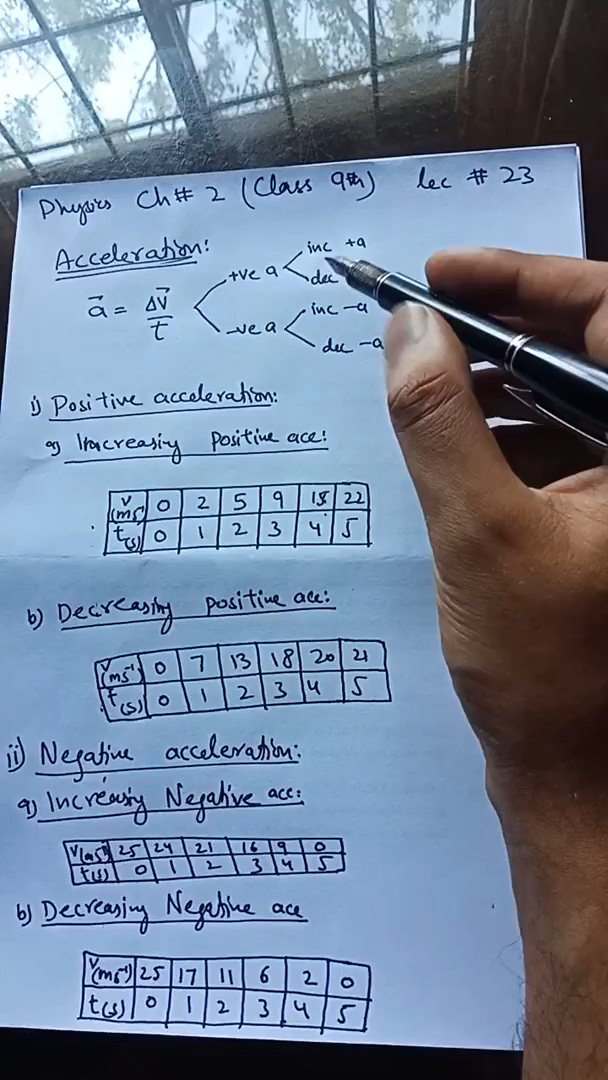 Physics Ch# 2 (Class 9th) lec # 23
Acceleration:
+ve a inc +a
dec
a⃗ = ΔV⃗/t
-ve a inc -a
dec -a
i) Positive acceleration:
a) Increasing Positive acc:
V(ms⁻¹) 0 2 5 9 15 22
t(s) 0 1 2 3 4 5
b) Decreasing positive acc:
V(ms⁻¹) 0 7 13 18 20 21
t(s) 0 1 2 3 4 5
ii) Negative acceleration:
a) Increasing Negative acc:
V(ms⁻¹) 25 24 21 16 9 0
t(s) 0 1 2 3 4 5
b) Decreasing Negative acc
V(ms⁻¹) 25 17 11 6 2 0
t(s) 0 1 2 3 4 5